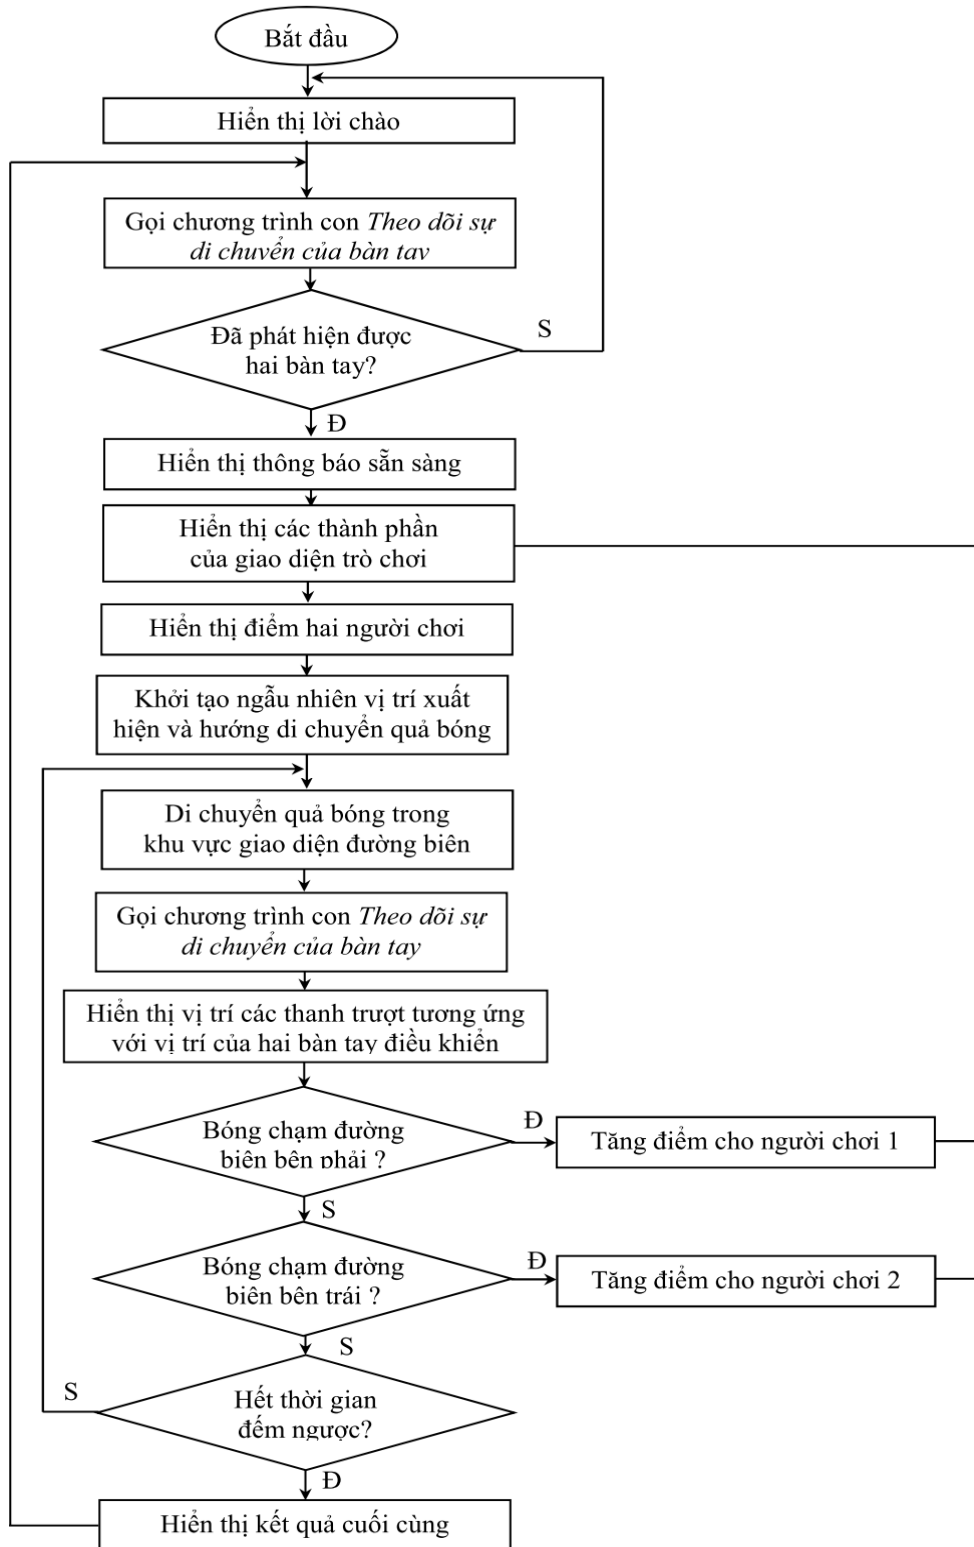 Bắt đầu
Hiển thị lời chào
Gọi chương trình con Theo dõi sự
di chuyển của bàn tay
Đã phát hiện được
hai bàn tay?
S
Đ
Hiển thị thông báo sẵn sàng
Hiển thị các thành phần
của giao diện trò chơi
Hiển thị điểm hai người chơi
Khởi tạo ngẫu nhiên vị trí xuất
hiện và hướng di chuyển quả bóng
Di chuyển quả bóng trong
khu vực giao diện đường biên
Gọi chương trình con Theo dõi sự
di chuyển của bàn tay
Hiển thị vị trí các thanh trượt tương ứng
với vị trí của hai bàn tay điều khiển
Bóng chạm đường
biên bên phải ?
Đ
Tăng điểm cho người chơi 1
S
Bóng chạm đường
biên bên trái ?
Đ
Tăng điểm cho người chơi 2
S
Hết thời gian
đếm ngược?
S
Đ
Hiển thị kết quả cuối cùng